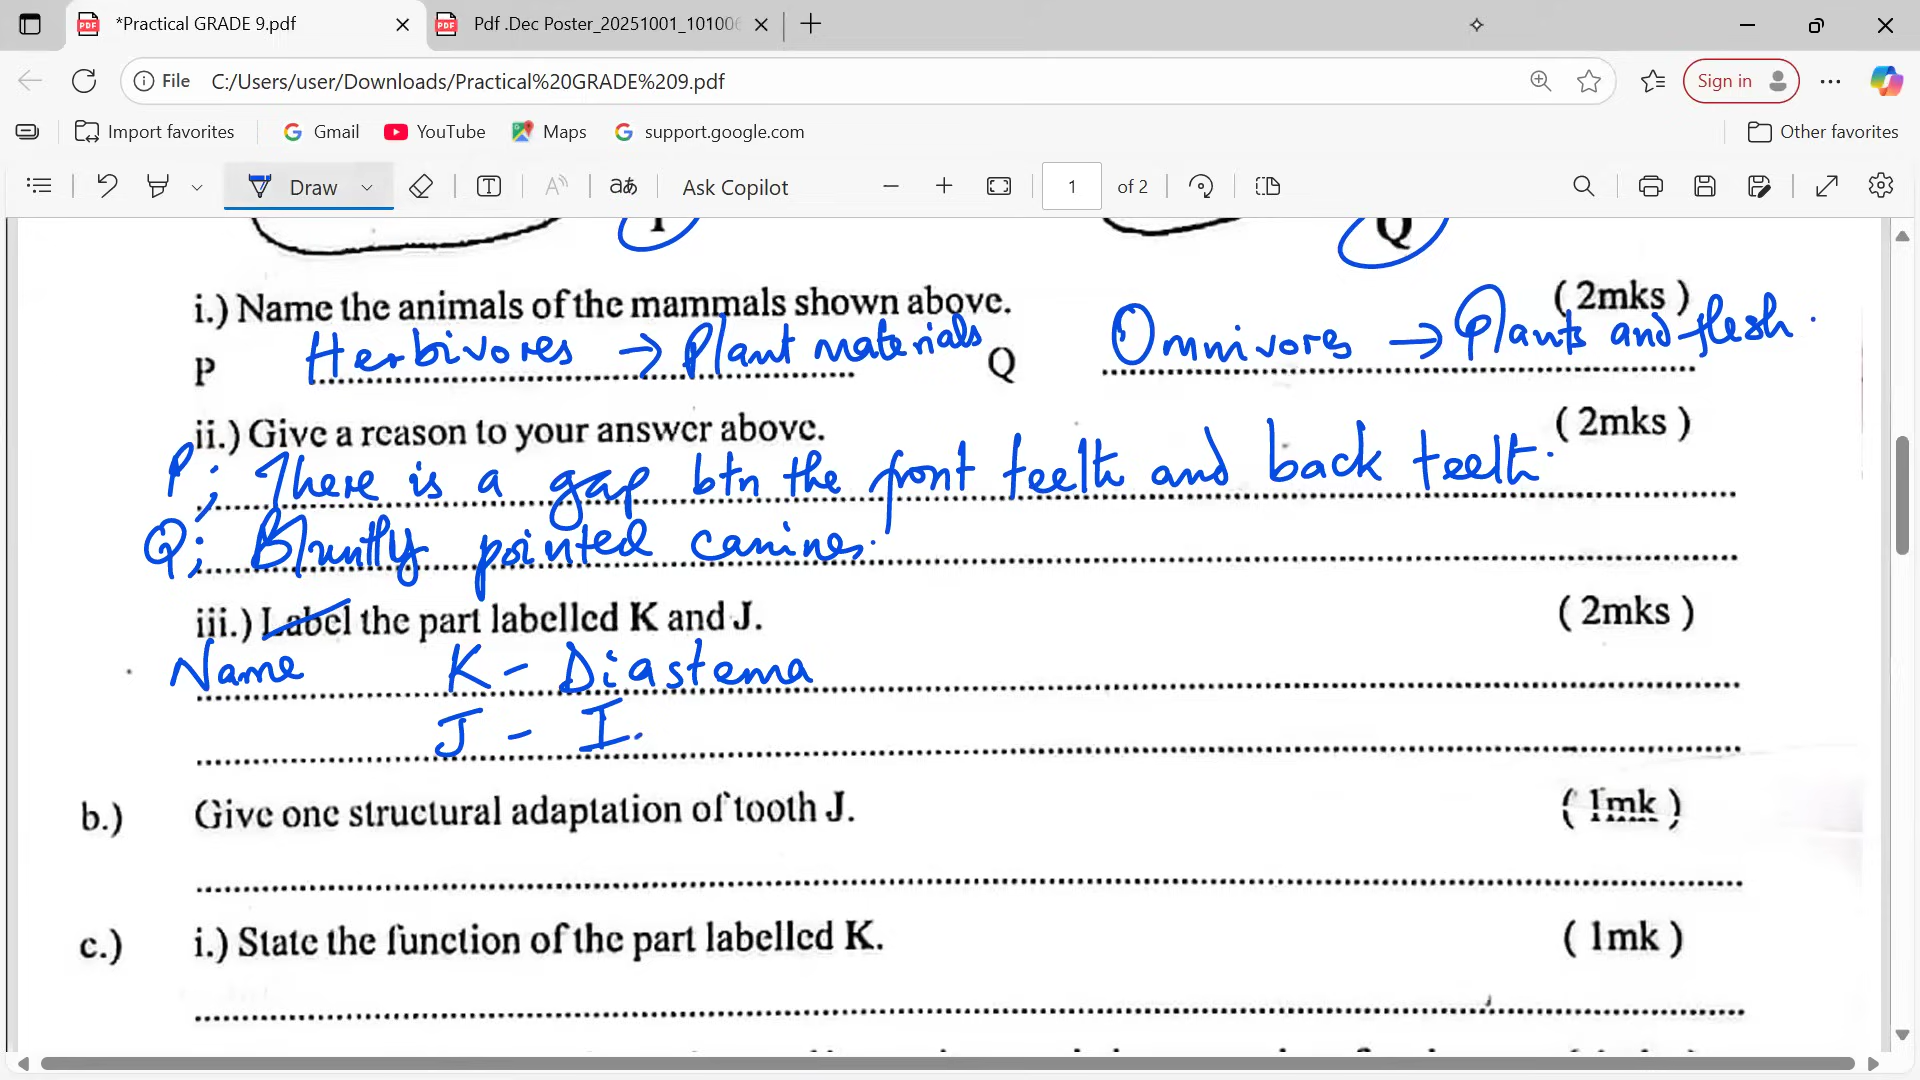 *Practical GRADE 9.pdf
Pdf .Dec Poster_20251001_10100
File C:/Users/user/Downloads/Practical%20GRADE%209.pdf
Sign in
Import favorites Gmail YouTube Maps support.google.com Other favorites
Draw Ask Copilot 1 of 2
Q
i.) Name the animals of the mammals shown above. ( 2mks )
P Herbivores → Plant materials Q Omnivores → Plants and flesh.
ii.) Give a reason to your answer above. ( 2mks )
P; There is a gap btn the front teeth and back teeth.
Q; Bluntly pointed canines.
iii.) Label the part labelled K and J. ( 2mks )
Name K - Diastema
J - I.
b.) Give one structural adaptation of tooth J. ( 1mk )
c.) i.) State the function of the part labelled K. ( 1mk )